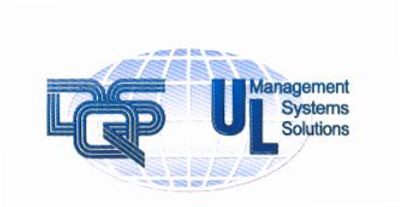 DQS
UL
Management
Systems
Solutions